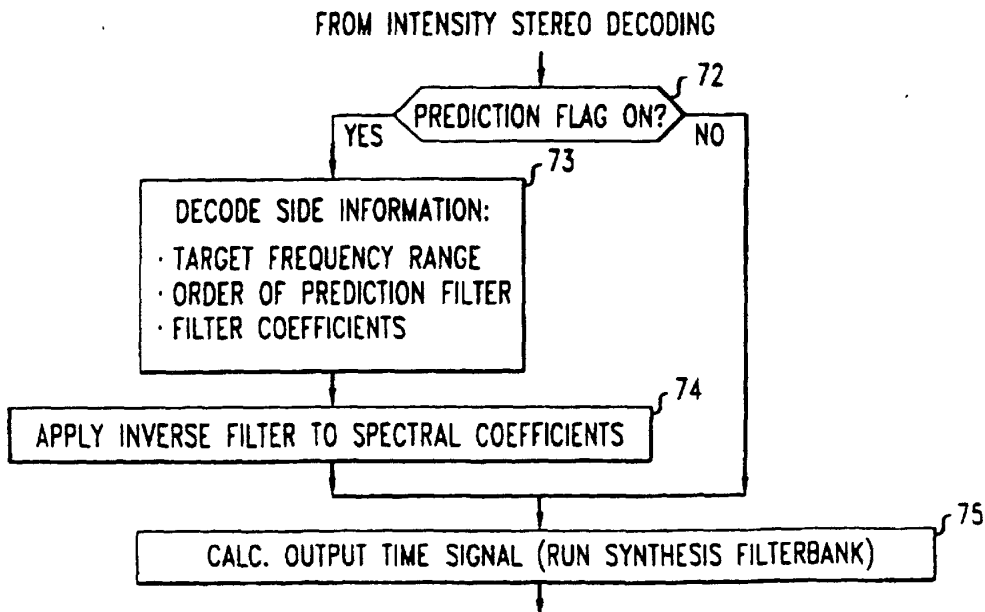 FROM INTENSITY STEREO DECODING
72
PREDICTION FLAG ON?
YES
NO
73
DECODE SIDE INFORMATION:
· TARGET FREQUENCY RANGE
· ORDER OF PREDICTION FILTER
· FILTER COEFFICIENTS
74
APPLY INVERSE FILTER TO SPECTRAL COEFFICIENTS
75
CALC. OUTPUT TIME SIGNAL (RUN SYNTHESIS FILTERBANK)